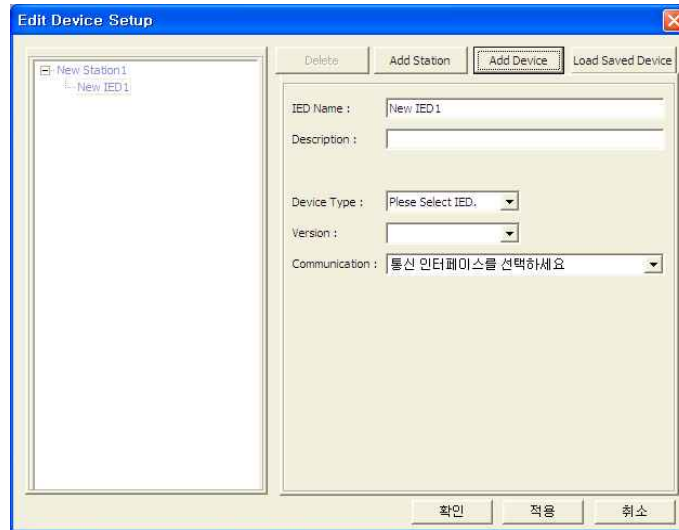 Edit Device Setup
New Station1
New IED1
Delete
Add Station
Add Device
Load Saved Device
IED Name :
New IED1
Description :
Device Type :
Plese Select IED.
Version :
Communication :
통신 인터페이스를 선택하세요
확인
적용
취소